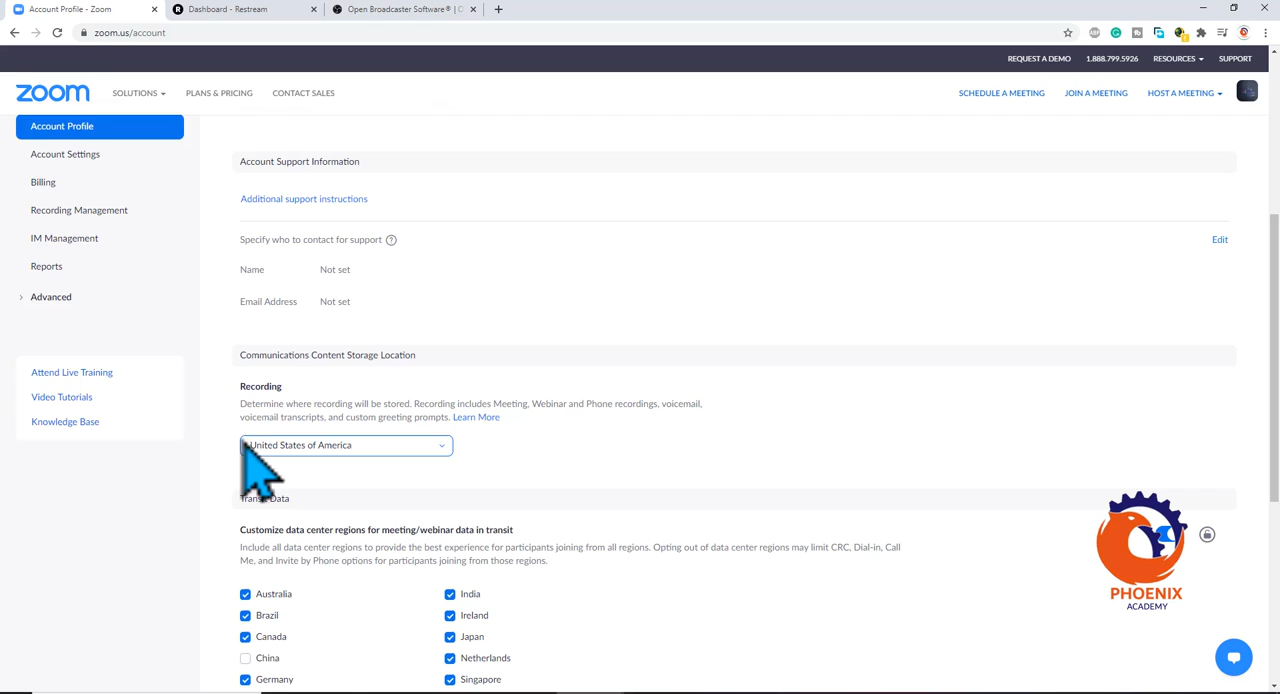 Account Profile - Zoom
Dashboard - Restream
Open Broadcaster Software® | O
zoom.us/account
REQUEST A DEMO 1.888.799.5926 RESOURCES SUPPORT
zoom
SOLUTIONS PLANS & PRICING CONTACT SALES
SCHEDULE A MEETING JOIN A MEETING HOST A MEETING
Account Profile
Account Settings
Billing
Recording Management
IM Management
Reports
Advanced
Attend Live Training
Video Tutorials
Knowledge Base
Account Support Information
Additional support instructions
Specify who to contact for support
Edit
Name Not set
Email Address Not set
Communications Content Storage Location
Recording
Determine where recording will be stored. Recording includes Meeting, Webinar and Phone recordings, voicemail,
voicemail transcripts, and custom greeting prompts. Learn More
United States of America
Transit Data
Customize data center regions for meeting/webinar data in transit
Include all data center regions to provide the best experience for participants joining from all regions. Opting out of data center regions may limit CRC, Dial-in, Call
Me, and Invite by Phone options for participants joining from those regions.
Australia India
Brazil Ireland
Canada Japan
China Netherlands
Germany Singapore
PHOENIX
ACADEMY